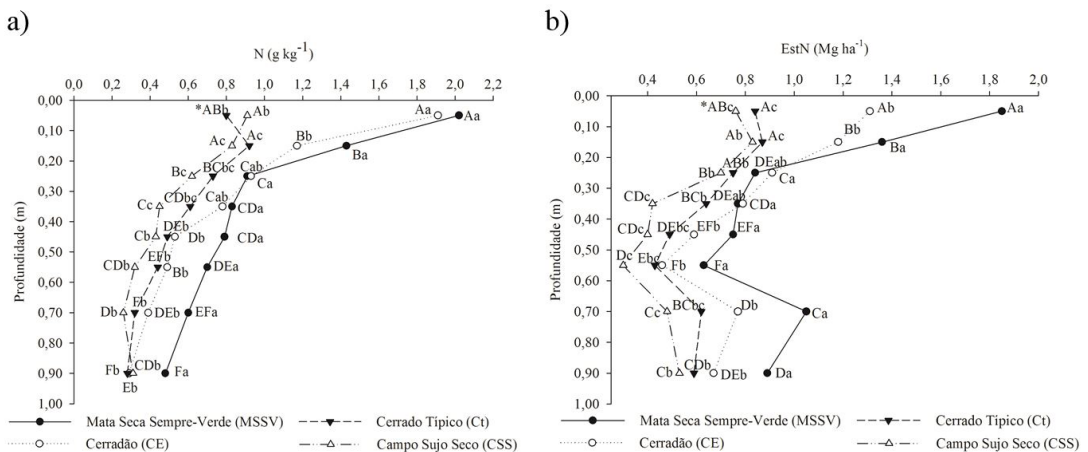 a)
N (g kg-1)
0,0 0,2 0,4 0,6 0,8 1,0 1,2 1,4 1,6 1,8 2,0 2,2
Profundidade (m)
0,00
*ABb Ab Aa Aa
0,10
Ac Ac Bb Ba
0,20
Bc BCbc Cab Ca
0,30
Cc CDbc Cab CDa
0,40
Cb DEb Db CDa
0,50
CDb EFb Bb DEa
0,60
0,70
Db Eb DEb EFa
0,80
0,90
Fb Eb CDb Fa
1,00
Mata Seca Sempre-Verde (MSSV)
Cerradão (CE)
Cerrado Tipico (Ct)
Campo Sujo Seco (CSS)
b)
EstN (Mg ha-1)
0,4 0,6 0,8 1,0 1,2 1,4 1,6 1,8 2,0
Profundidade (m)
0,00
*ABc Ac Ab Aa
0,10
Ab Ac Bb Ba
0,20
Bb ABb DEab Ca
0,30
CDc BCb DEab CDa
0,40
CDc DEbc EFb EFa
0,50
Dc Ebc Fb Fa
0,60
0,70
Cc BCbc Db Ca
0,80
0,90
Cb CDb DEb Da
1,00
Mata Seca Sempre-Verde (MSSV)
Cerradão (CE)
Cerrado Tipico (Ct)
Campo Sujo Seco (CSS)